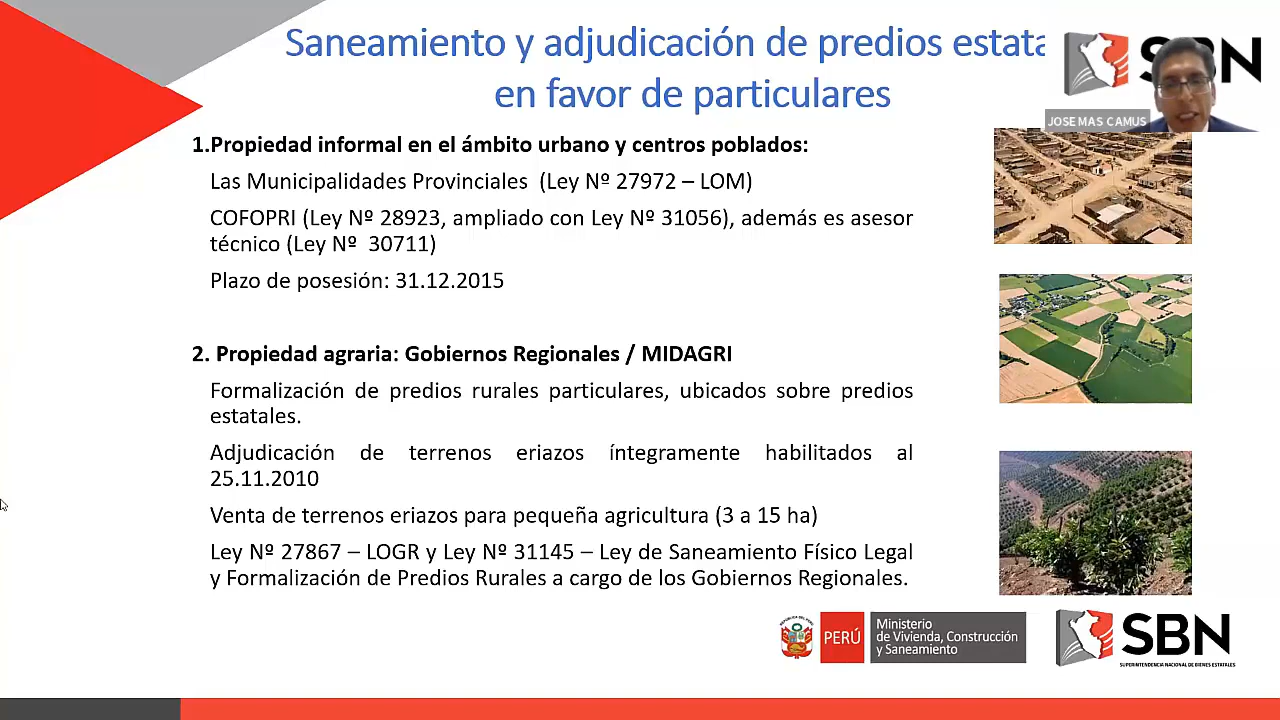 Saneamiento y adjudicación de predios estata
en favor de particulares
SBN
JOSE MAS CAMUS
1.Propiedad informal en el ámbito urbano y centros poblados:
Las Municipalidades Provinciales (Ley Nº 27972 – LOM)
COFOPRI (Ley Nº 28923, ampliado con Ley Nº 31056), además es asesor
técnico (Ley Nº 30711)
Plazo de posesión: 31.12.2015
2. Propiedad agraria: Gobiernos Regionales / MIDAGRI
Formalización de predios rurales particulares, ubicados sobre predios
estatales.
Adjudicación de terrenos eriazos íntegramente habilitados al
25.11.2010
Venta de terrenos eriazos para pequeña agricultura (3 a 15 ha)
Ley Nº 27867 – LOGR y Ley Nº 31145 – Ley de Saneamiento Físico Legal
y Formalización de Predios Rurales a cargo de los Gobiernos Regionales.
PERÚ
Ministerio
de Vivienda, Construcción
y Saneamiento
SBN
SUPERINTENDENCIA NACIONAL DE BIENES ESTATALES